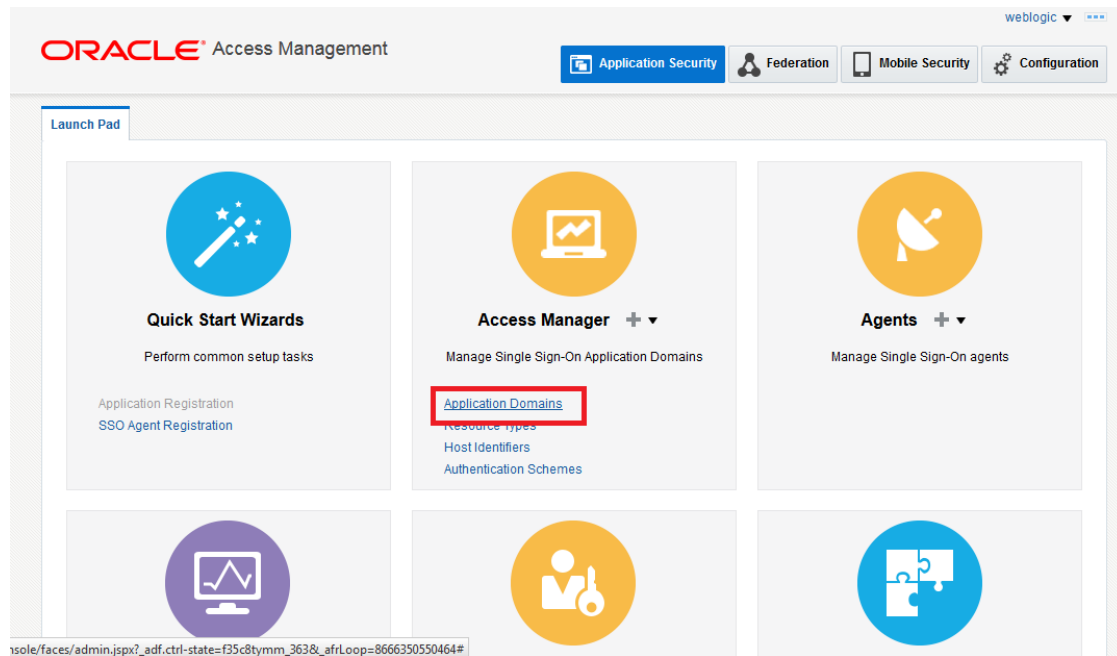 weblogic
ORACLE Access Management
Application Security
Federation
Mobile Security
Configuration
Launch Pad
Quick Start Wizards
Perform common setup tasks
Application Registration
SSO Agent Registration
Access Manager
Manage Single Sign-On Application Domains
Application Domains
Resource Types
Host Identifiers
Authentication Schemes
Agents
Manage Single Sign-On agents
nsole/faces/admin.jspx?_adf.ctrl-state=f35c8tymm_363&_afrLoop=8666350550464#